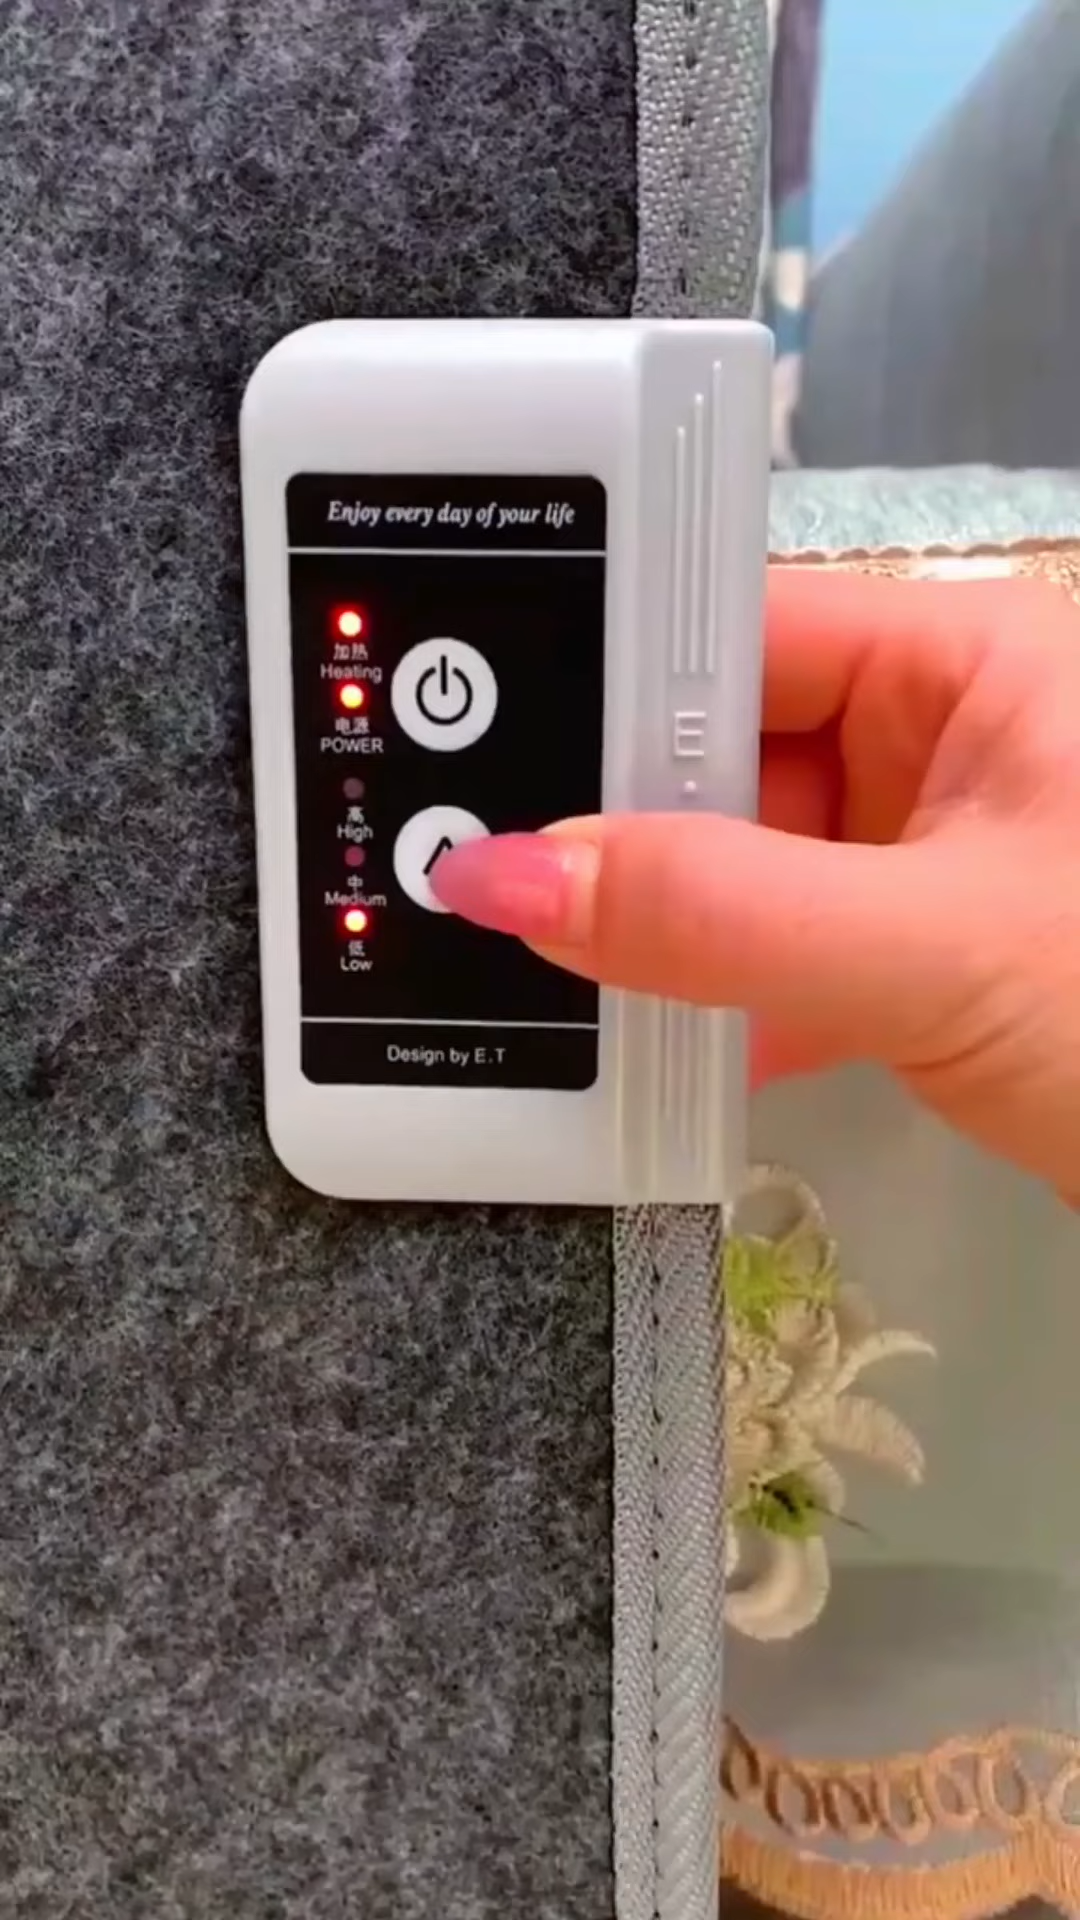 Enjoy every day of your life
加热
Heating
电源
POWER
高
High
中
Medium
低
Low
E
Design by E.T